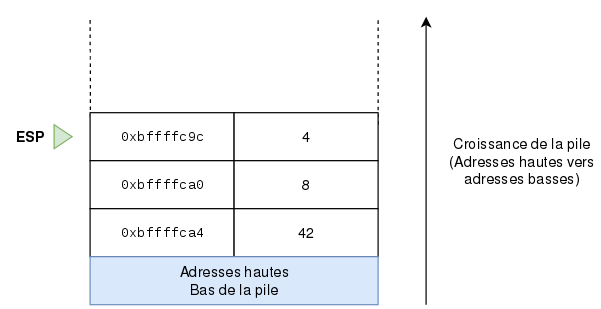 ESP
0xbffffc9c 4
0xbffffca0 8
0xbffffca4 42
Adresses hautes
Bas de la pile
Croissance de la pile
(Adresses hautes vers
adresses basses)